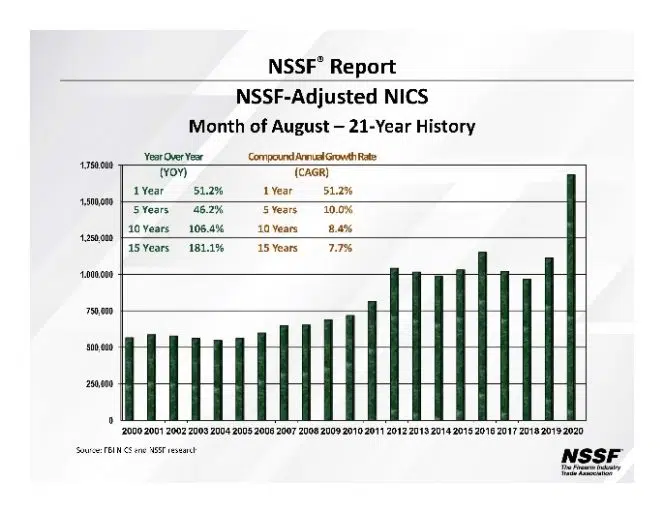 NSSF® Report
NSSF-Adjusted NICS
Month of August – 21-Year History
Year Over Year Compound Annual Growth Rate
(YOY) (CAGR)
1 Year 51.2% 1 Year 51.2%
5 Years 46.2% 5 Years 10.0%
10 Years 106.4% 10 Years 8.4%
15 Years 181.1% 15 Years 7.7%
1,750,000
1,500,000
1,250,000
1,000,000
750,000
500,000
250,000
0
2000 2001 2002 2003 2004 2005 2006 2007 2008 2009 2010 2011 2012 2013 2014 2015 2016 2017 2018 2019 2020
Source: FBI NICS and NSSF research
NSSF
The Firearm Industry
Trade Association